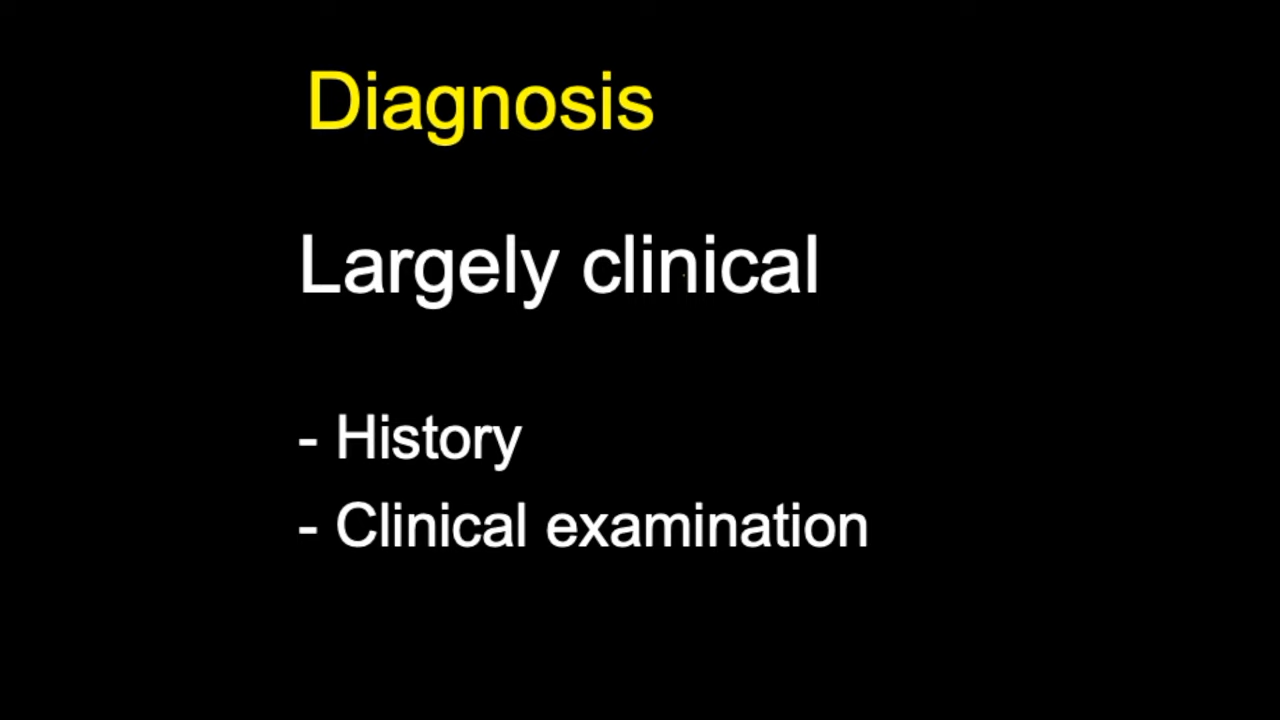 Diagnosis
Largely clinical
- History
- Clinical examination